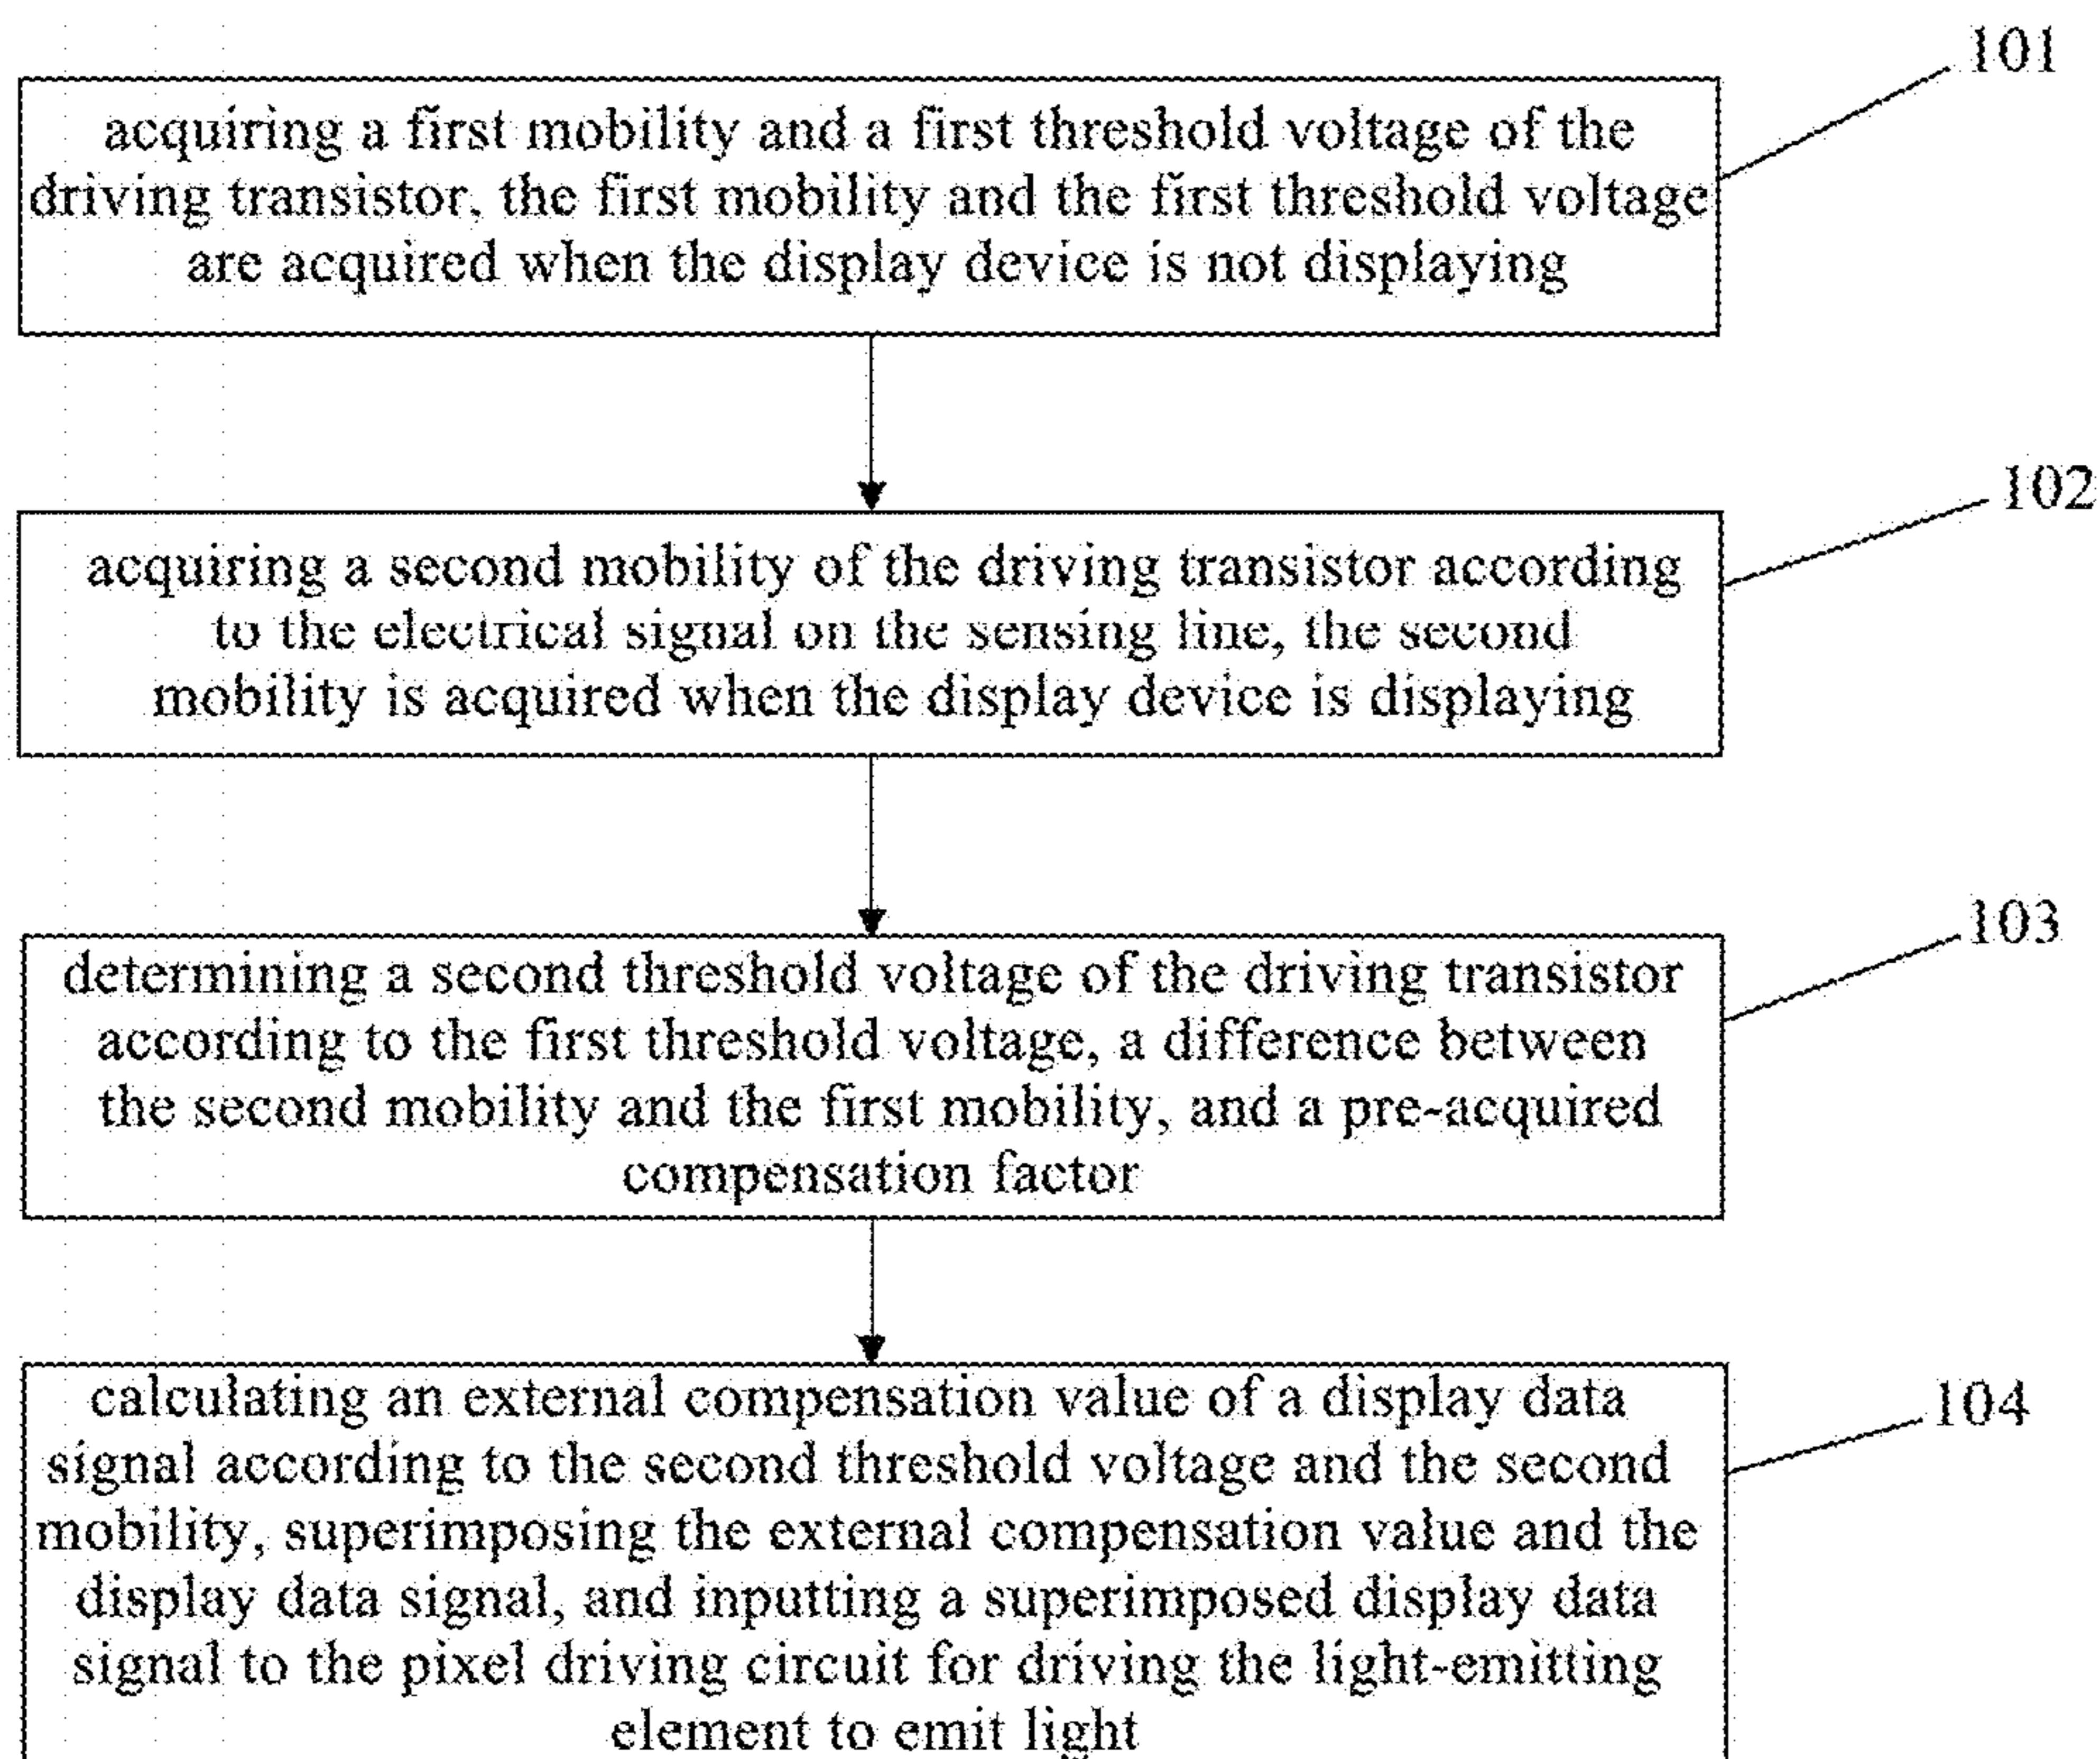 101
acquiring a first mobility and a first threshold voltage of the
driving transistor, the first mobility and the first threshold voltage
are acquired when the display device is not displaying
102
acquiring a second mobility of the driving transistor according
to the electrical signal on the sensing line, the second
mobility is acquired when the display device is displaying
103
determining a second threshold voltage of the driving transistor
according to the first threshold voltage, a difference between
the second mobility and the first mobility, and a pre-acquired
compensation factor
104
calculating an external compensation value of a display data
signal according to the second threshold voltage and the second
mobility, superimposing the external compensation value and the
display data signal, and inputting a superimposed display data
signal to the pixel driving circuit for driving the light-emitting
element to emit light